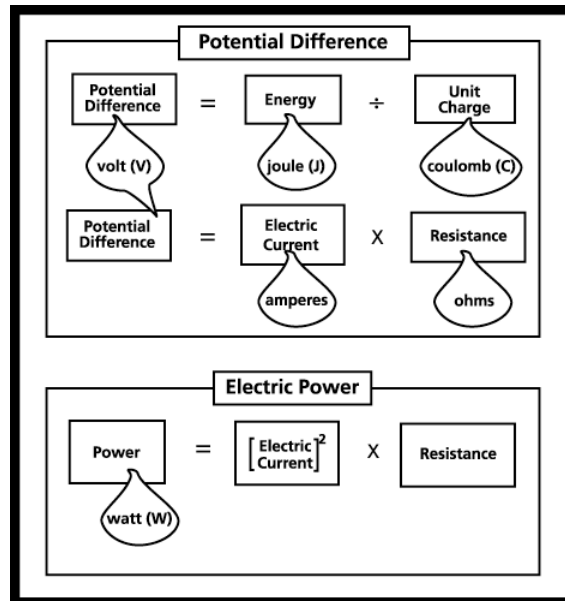 Potential Difference
Potential
Difference
=
Energy
÷
Unit
Charge
volt (V)
joule (J)
coulomb (C)
Potential
Difference
=
Electric
Current
X
Resistance
amperes
ohms
Electric Power
Power
=
[Electric
Current]²
X
Resistance
watt (W)